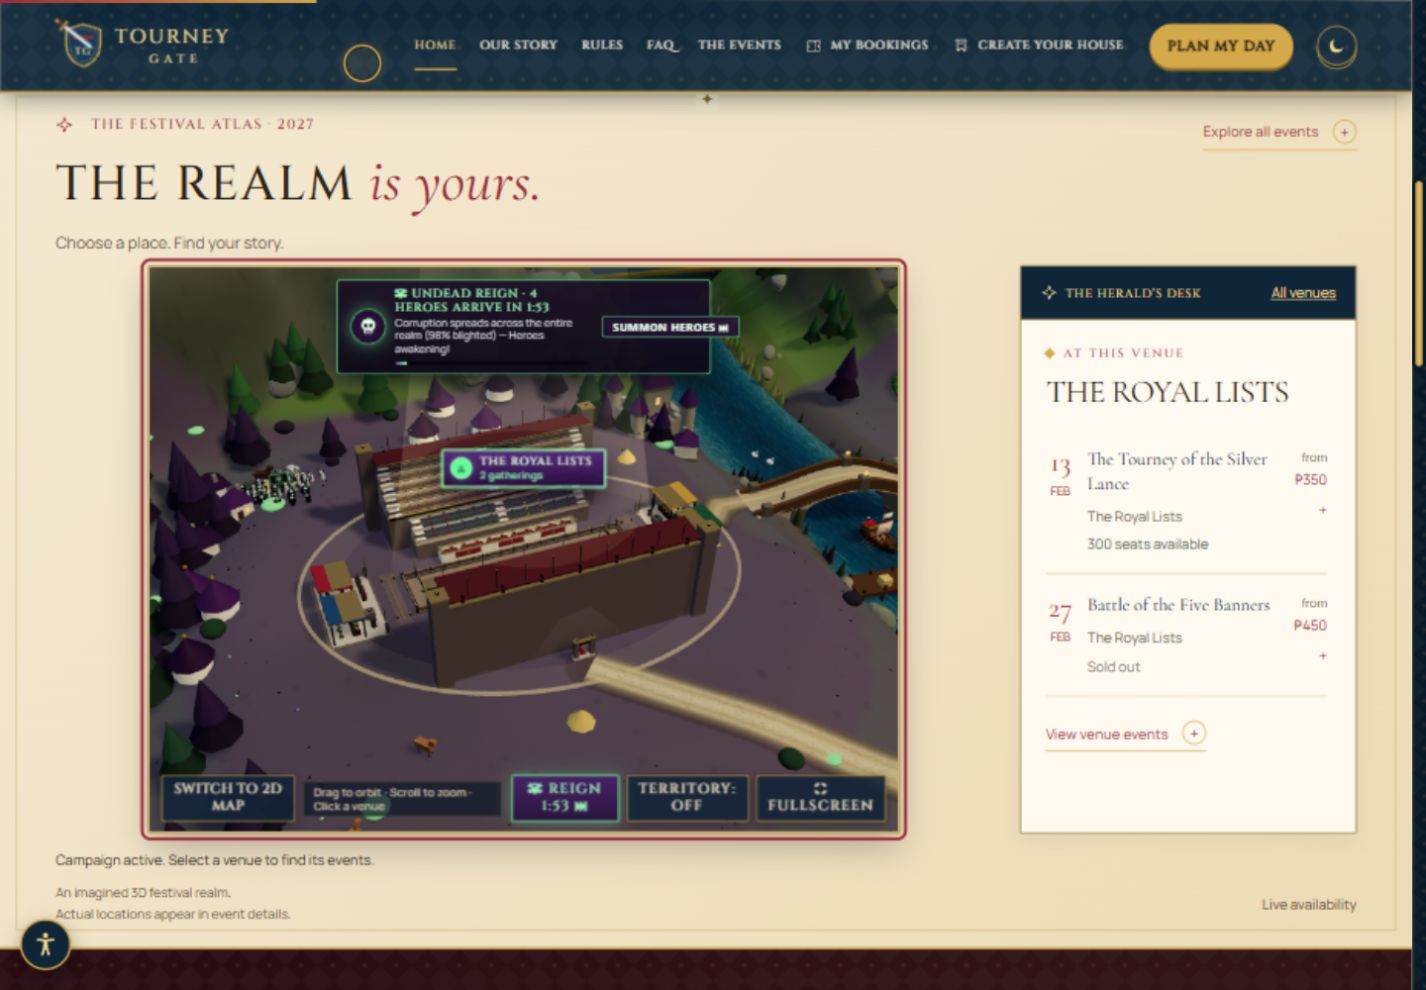 TOURNEY
GATE
TG
HOME
OUR STORY
RULES
FAQ
THE EVENTS
MY BOOKINGS
CREATE YOUR HOUSE
PLAN MY DAY
THE FESTIVAL ATLAS · 2027
Explore all events +
THE REALM is yours.
Choose a place. Find your story.
UNDEAD REIGN · 4
HEROES ARRIVE IN 1:53
Corruption spreads across the entire
realm (98% blighted) — Heroes
awakening!
SUMMON HEROES
THE ROYAL LISTS
2 gatherings
SWITCH TO 2D
MAP
Drag to orbit · Scroll to zoom ·
Click a venue
REIGN
1:53
TERRITORY:
OFF
FULLSCREEN
THE HERALD'S DESK
All venues
AT THIS VENUE
THE ROYAL LISTS
13
FEB
The Tourney of the Silver
Lance
The Royal Lists
300 seats available
from
₱350
+
27
FEB
Battle of the Five Banners
The Royal Lists
Sold out
from
₱450
+
View venue events +
Campaign active. Select a venue to find its events.
An imagined 3D festival realm.
Actual locations appear in event details.
Live availability